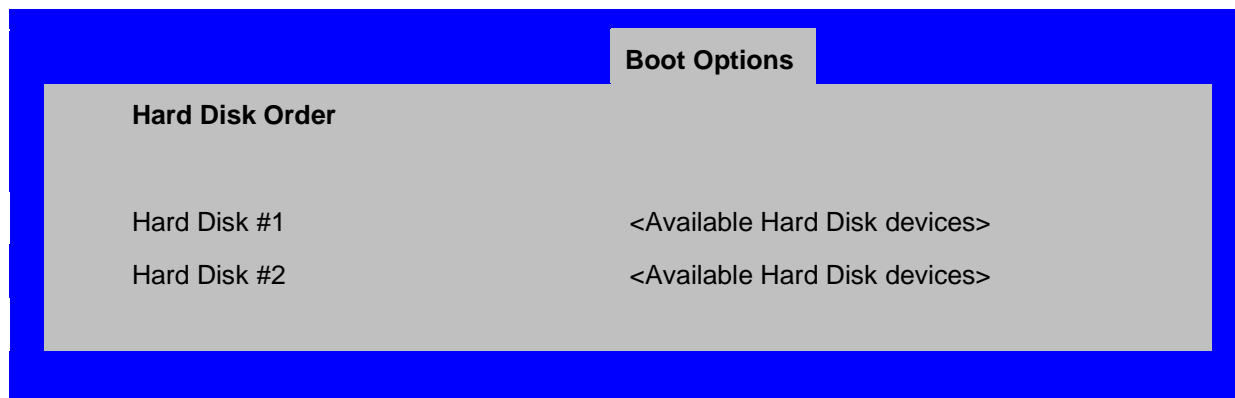 Boot Options
Hard Disk Order
Hard Disk #1 <Available Hard Disk devices>
Hard Disk #2 <Available Hard Disk devices>